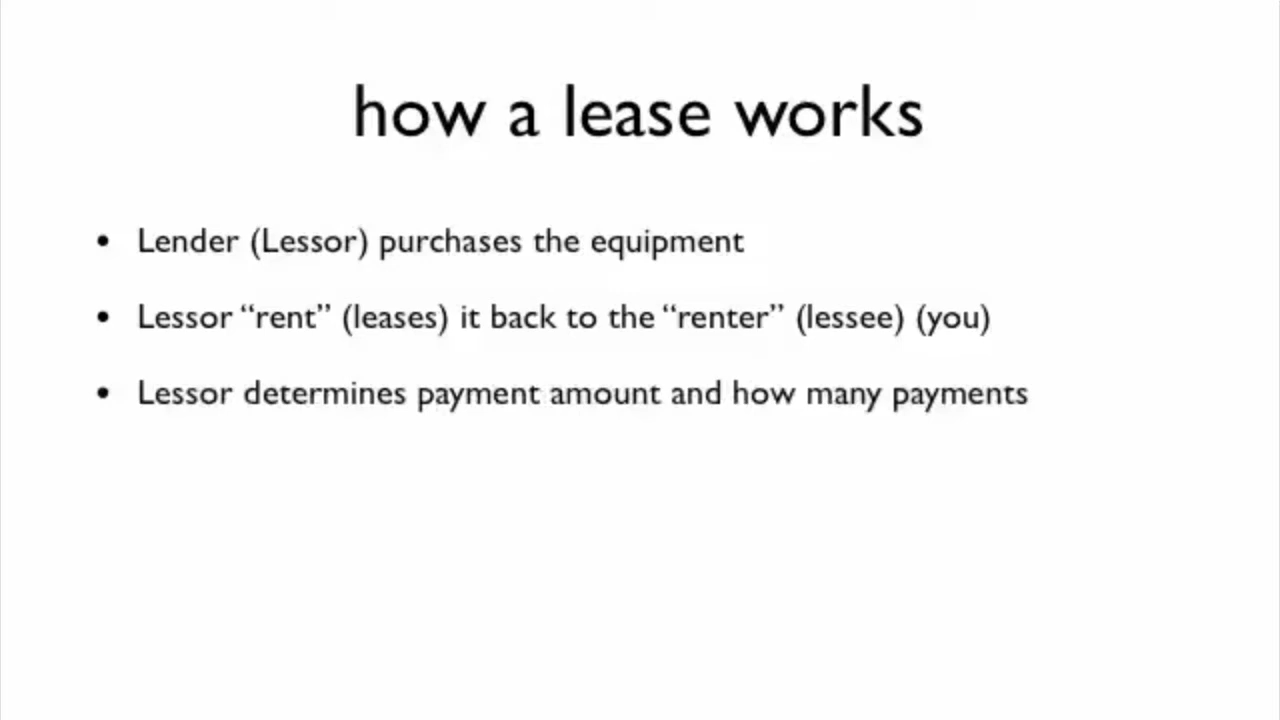 how a lease works
• Lender (Lessor) purchases the equipment
• Lessor “rent” (leases) it back to the “renter” (lessee) (you)
• Lessor determines payment amount and how many payments